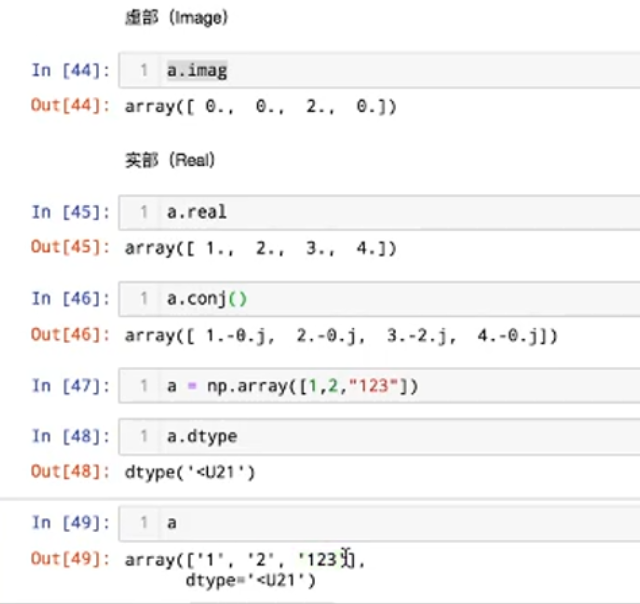 虚部（Image）
In [44]: 1 a.imag
Out[44]: array([ 0., 0., 2., 0.])
实部（Real）
In [45]: 1 a.real
Out[45]: array([ 1., 2., 3., 4.])
In [46]: 1 a.conj()
Out[46]: array([ 1.-0.j, 2.-0.j, 3.-2.j, 4.-0.j])
In [47]: 1 a = np.array([1,2,"123"])
In [48]: 1 a.dtype
Out[48]: dtype('<U21')
In [49]: 1 a
Out[49]: array(['1', '2', '123'],
dtype='<U21')